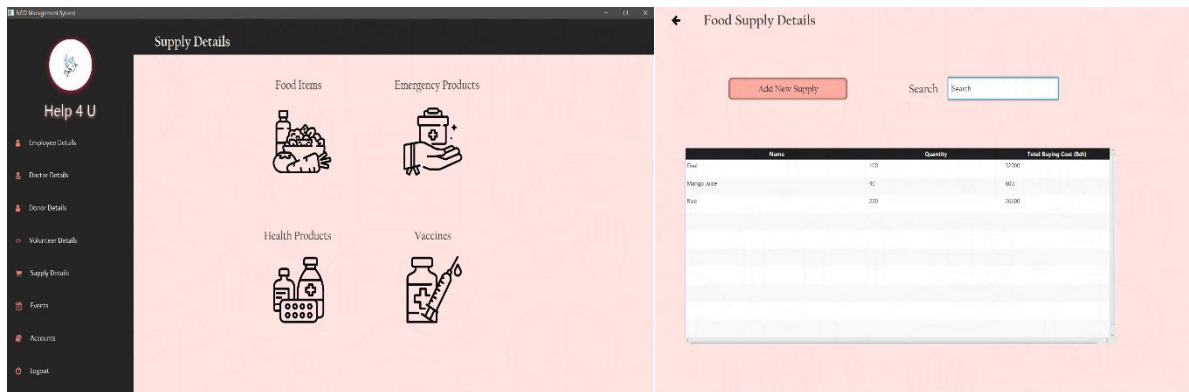 NGO Management System
Supply Details
Help 4 U
Employee Details
Doctor Details
Donor Details
Volunteer Details
Supply Details
Events
Accounts
Logout
Food Items
Emergency Products
Health Products
Vaccines
Food Supply Details
Add New Supply
Search
Search
Name Quantity Total Buying Cost (Bdt)
Mango Juice 40
Rice